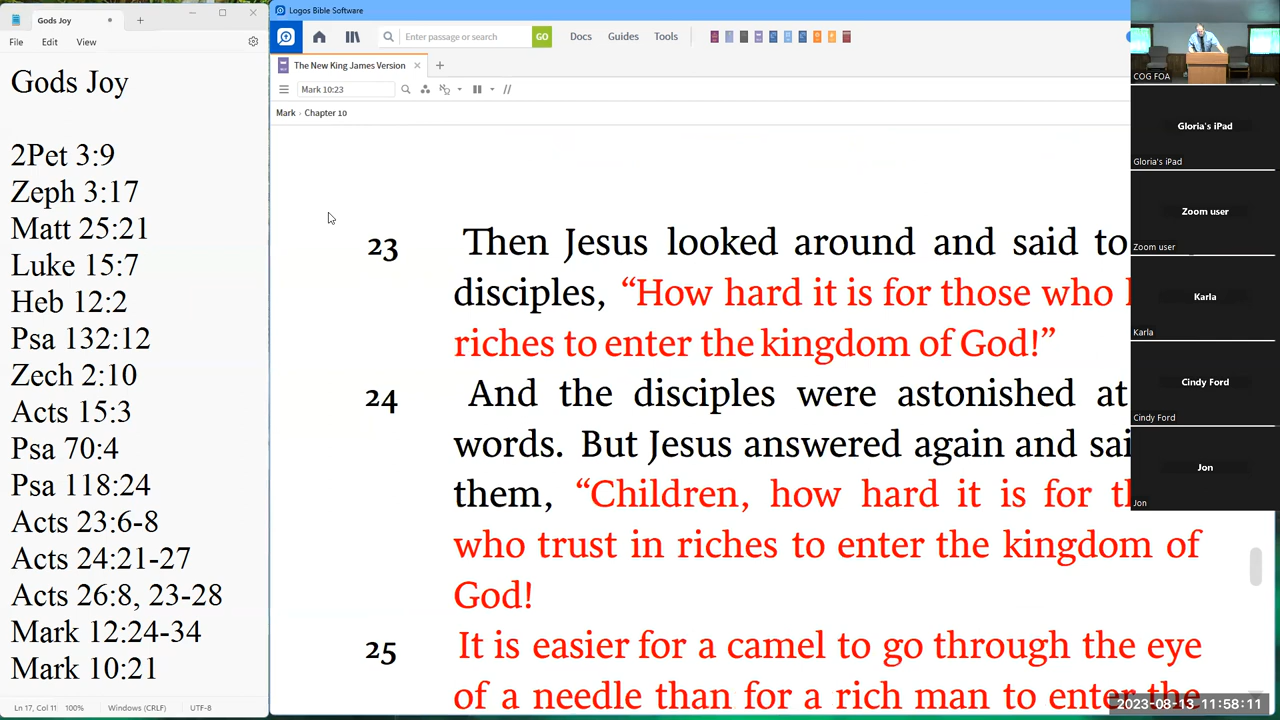 Gods Joy
File Edit View
Gods Joy
2Pet 3:9
Zeph 3:17
Matt 25:21
Luke 15:7
Heb 12:2
Psa 132:12
Zech 2:10
Acts 15:3
Psa 70:4
Psa 118:24
Acts 23:6-8
Acts 24:21-27
Acts 26:8, 23-28
Mark 12:24-34
Mark 10:21
Ln 17, Col 11 100% Windows (CRLF) UTF-8
Logos Bible Software
Enter passage or search GO Docs Guides Tools
The New King James Version
Mark 10:23
Mark › Chapter 10
23 Then Jesus looked around and said to
disciples, “How hard it is for those who
riches to enter the kingdom of God!”
24 And the disciples were astonished at
words. But Jesus answered again and
them, “Children, how hard it is for
who trust in riches to enter the kingdom of
God!
25 It is easier for a camel to go through the eye
of a needle than for a rich man to enter the
COG FOA
Gloria's iPad
Gloria's iPad
Zoom user
Zoom user
Karla
Karla
Cindy Ford
Cindy Ford
Jon
Jon
2023-08-13 11:58:11